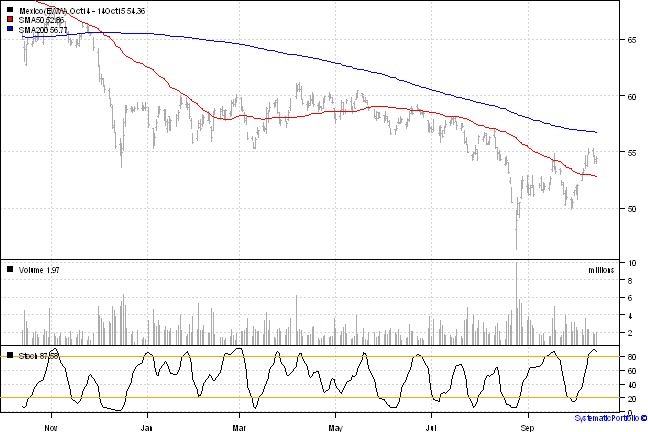 Mexico(EWW), Oct14 - 14Oct15 54.36
SMA50 52.86
SMA200 56.77
65
60
55
50
Volume 1.97
millions
10
8
6
4
2
Stoch 87.58
80
60
40
20
0
Nov Jan Mar May Jul Sep
SystematicPortfolio ©